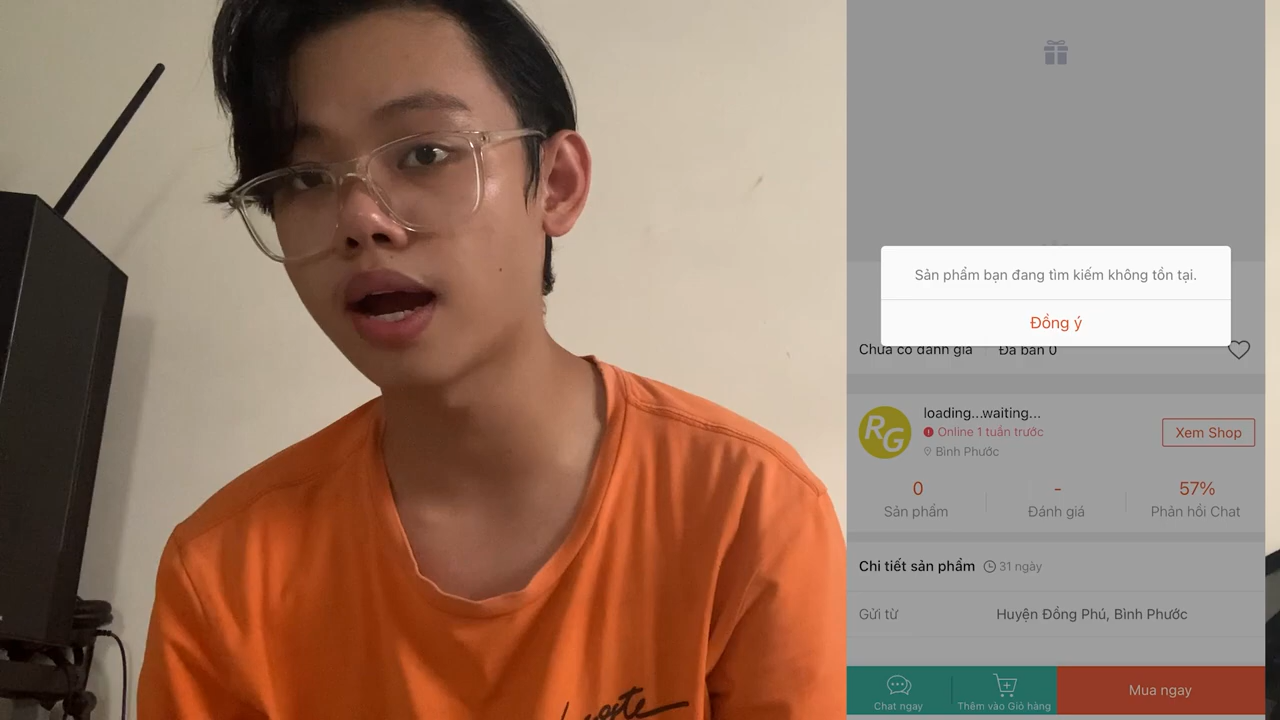 Sản phẩm bạn đang tìm kiếm không tồn tại.
Đồng ý
Chưa có đánh giá
Đã bán 0
RG
loading...waiting...
Online 1 tuần trước
Bình Phước
Xem Shop
0
-
57%
Sản phẩm
Đánh giá
Phản hồi Chat
Chi tiết sản phẩm
31 ngày
Gửi từ
Huyện Đồng Phú, Bình Phước
Chat ngay
Thêm vào Giỏ hàng
Mua ngay